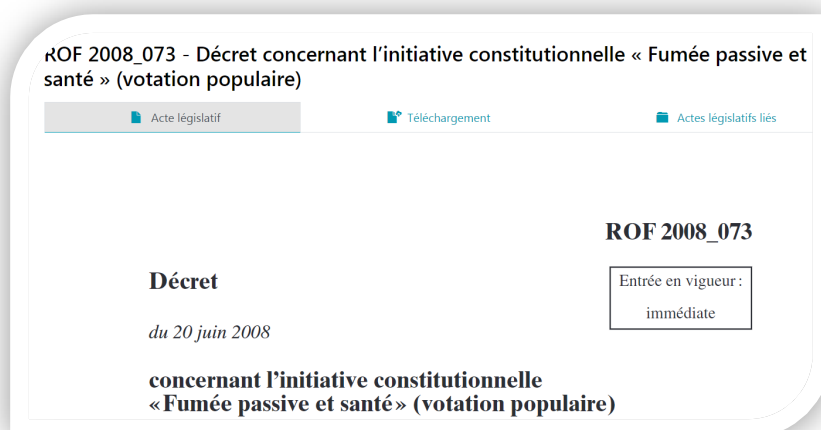 ROF 2008_073 - Décret concernant l’initiative constitutionnelle « Fumée passive et
santé » (votation populaire)
Acte législatif
Téléchargement
Actes législatifs liés
ROF 2008_073
Décret
Entrée en vigueur :
immédiate
du 20 juin 2008
concernant l’initiative constitutionnelle
«Fumée passive et santé» (votation populaire)